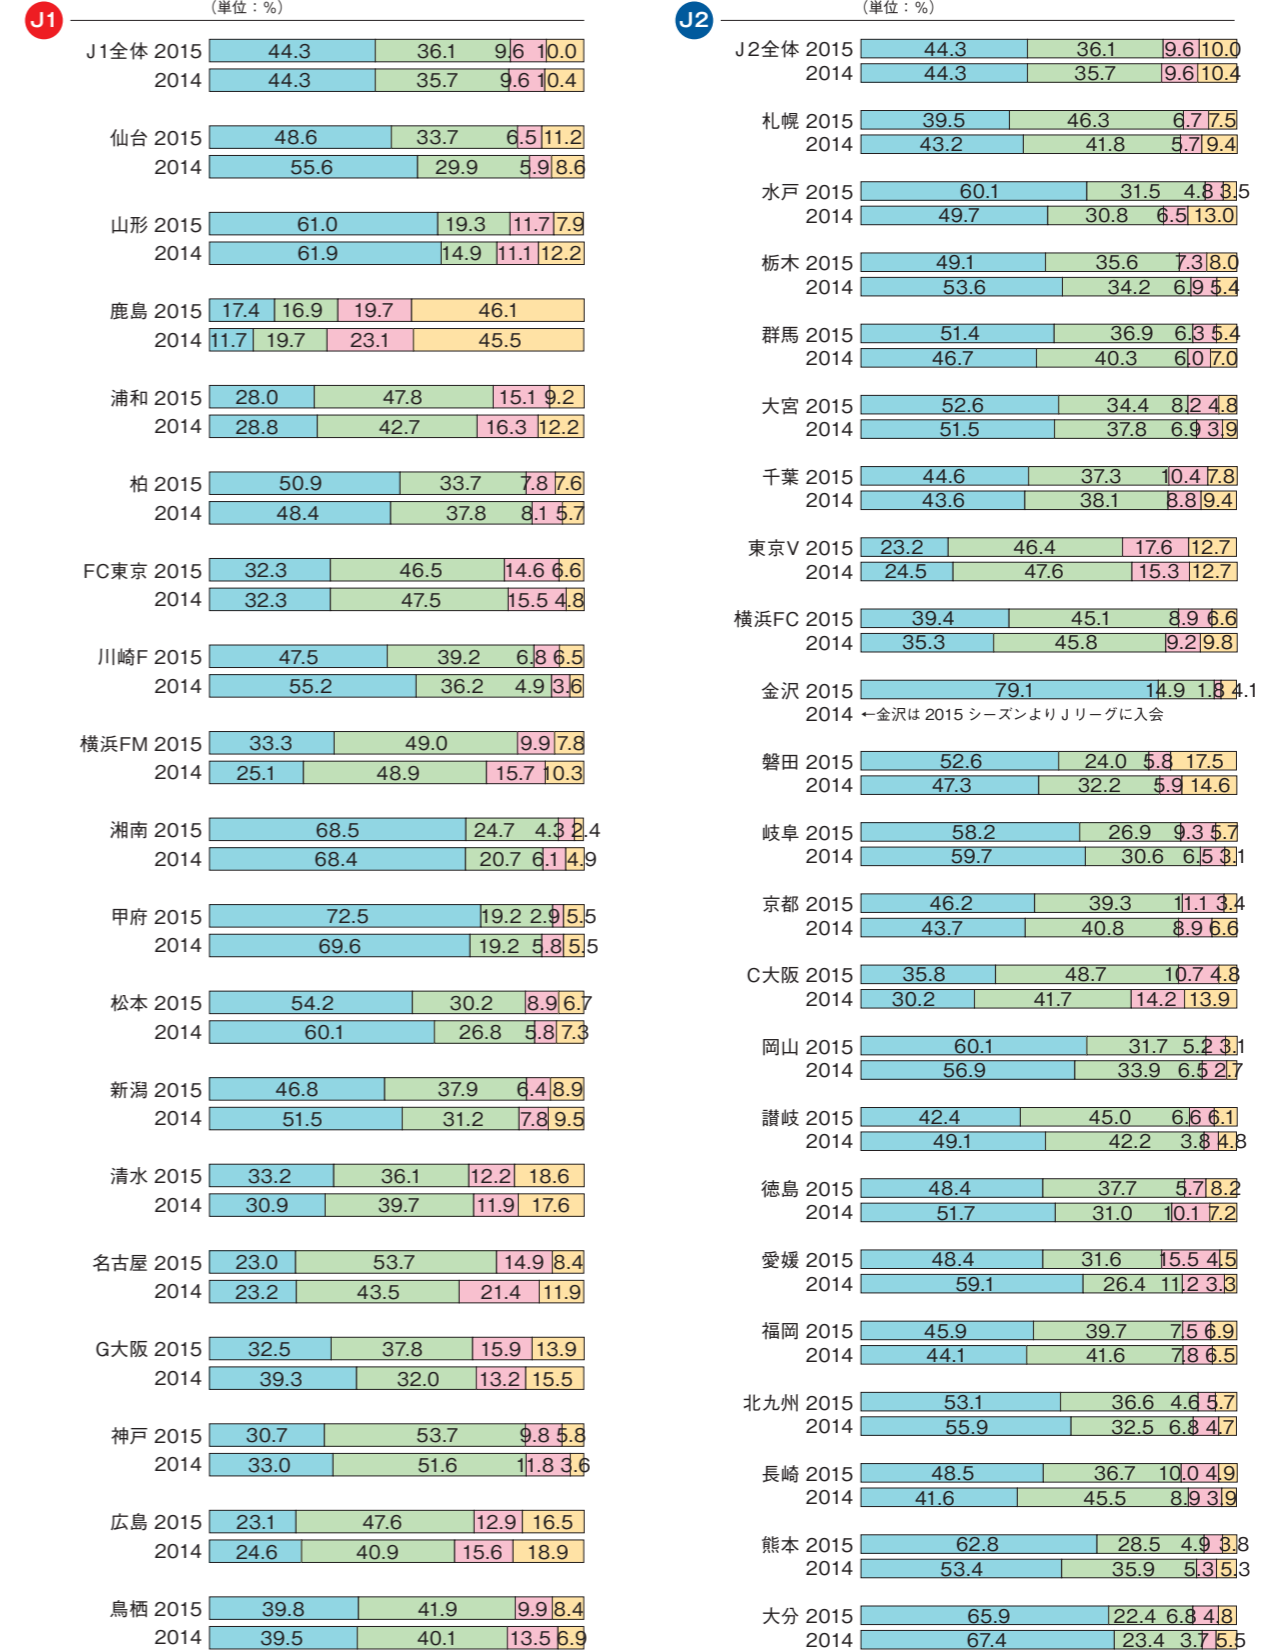 J1
(単位：%)
J1全体 2015 44.3 36.1 9.6 10.0
2014 44.3 35.7 9.6 10.4
仙台 2015 48.6 33.7 6.5 11.2
2014 55.6 29.9 5.9 8.6
山形 2015 61.0 19.3 11.7 7.9
2014 61.9 14.9 11.1 12.2
鹿島 2015 17.4 16.9 19.7 46.1
2014 11.7 19.7 23.1 45.5
浦和 2015 28.0 47.8 15.1 9.2
2014 28.8 42.7 16.3 12.2
柏 2015 50.9 33.7 7.8 7.6
2014 48.4 37.8 8.1 5.7
FC東京 2015 32.3 46.5 14.6 6.6
2014 32.3 47.5 15.5 4.8
川崎F 2015 47.5 39.2 6.8 6.5
2014 55.2 36.2 4.9 3.6
横浜FM 2015 33.3 49.0 9.9 7.8
2014 25.1 48.9 15.7 10.3
湘南 2015 68.5 24.7 4.3 2.4
2014 68.4 20.7 6.1 4.9
甲府 2015 72.5 19.2 2.9 5.5
2014 69.6 19.2 5.8 5.5
松本 2015 54.2 30.2 8.9 6.7
2014 60.1 26.8 5.8 7.3
新潟 2015 46.8 37.9 6.4 8.9
2014 51.5 31.2 7.8 9.5
清水 2015 33.2 36.1 12.2 18.6
2014 30.9 39.7 11.9 17.6
名古屋 2015 23.0 53.7 14.9 8.4
2014 23.2 43.5 21.4 11.9
G大阪 2015 32.5 37.8 15.9 13.9
2014 39.3 32.0 13.2 15.5
神戸 2015 30.7 53.7 9.8 5.8
2014 33.0 51.6 11.8 3.6
広島 2015 23.1 47.6 12.9 16.5
2014 24.6 40.9 15.6 18.9
鳥栖 2015 39.8 41.9 9.9 8.4
2014 39.5 40.1 13.5 6.9
J2
(単位：%)
J2全体 2015 44.3 36.1 9.6 10.0
2014 44.3 35.7 9.6 10.4
札幌 2015 39.5 46.3 6.7 7.5
2014 43.2 41.8 5.7 9.4
水戸 2015 60.1 31.5 4.8 3.5
2014 49.7 30.8 6.5 13.0
栃木 2015 49.1 35.6 7.3 8.0
2014 53.6 34.2 6.9 5.4
群馬 2015 51.4 36.9 6.3 5.4
2014 46.7 40.3 6.0 7.0
大宮 2015 52.6 34.4 8.2 4.8
2014 51.5 37.8 6.9 3.9
千葉 2015 44.6 37.3 10.4 7.8
2014 43.6 38.1 8.8 9.4
東京V 2015 23.2 46.4 17.6 12.7
2014 24.5 47.6 15.3 12.7
横浜FC 2015 39.4 45.1 8.9 6.6
2014 35.3 45.8 9.2 9.8
金沢 2015 79.1 14.9 1.8 4.1
2014 ←金沢は 2015 シーズンよりJリーグに入会
磐田 2015 52.6 24.0 5.8 17.5
2014 47.3 32.2 5.9 14.6
岐阜 2015 58.2 26.9 9.3 5.7
2014 59.7 30.6 6.5 3.1
京都 2015 46.2 39.3 11.1 3.4
2014 43.7 40.8 8.9 6.6
C大阪 2015 35.8 48.7 10.7 4.8
2014 30.2 41.7 14.2 13.9
岡山 2015 60.1 31.7 5.2 3.1
2014 56.9 33.9 6.5 2.7
讃岐 2015 42.4 45.0 6.6 6.1
2014 49.1 42.2 3.8 4.8
徳島 2015 48.4 37.7 5.7 8.2
2014 51.7 31.0 10.1 7.2
愛媛 2015 48.4 31.6 15.5 4.5
2014 59.1 26.4 11.2 3.3
福岡 2015 45.9 39.7 7.5 6.9
2014 44.1 41.6 7.8 6.5
北九州 2015 53.1 36.6 4.6 5.7
2014 55.9 32.5 6.8 4.7
長崎 2015 48.5 36.7 10.0 4.9
2014 41.6 45.5 8.9 3.9
熊本 2015 62.8 28.5 4.9 3.8
2014 53.4 35.9 5.3 5.3
大分 2015 65.9 22.4 6.8 4.8
2014 67.4 23.4 3.7 5.5